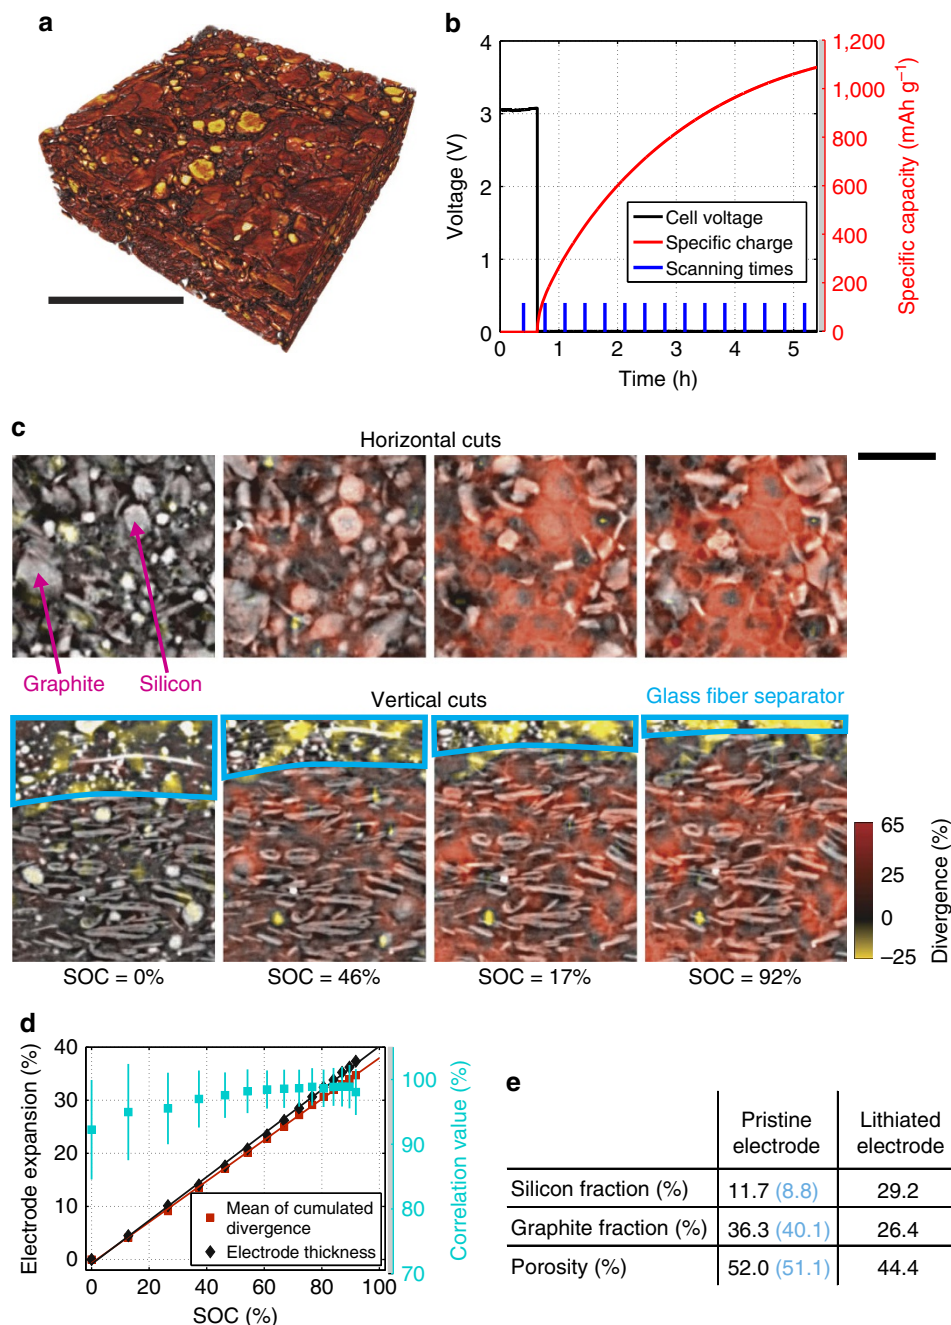 a
b
4
3
2
1
0
Voltage (V)
1,200
1,000
800
600
400
200
0
Specific capacity (mAh g⁻¹)
Cell voltage
Specific charge
Scanning times
0 1 2 3 4 5
Time (h)
c
Horizontal cuts
Graphite
Silicon
Vertical cuts
Glass fiber separator
65
25
0
–25
Divergence (%)
SOC = 0%
SOC = 46%
SOC = 17%
SOC = 92%
d
40
30
20
10
0
Electrode expansion (%)
100
90
80
70
Correlation value (%)
Mean of cumulated
divergence
Electrode thickness
0 20 40 60 80 100
SOC (%)
e
Pristine
electrode
Lithiated
electrode
Silicon fraction (%) 11.7 (8.8) 29.2
Graphite fraction (%) 36.3 (40.1) 26.4
Porosity (%) 52.0 (51.1) 44.4